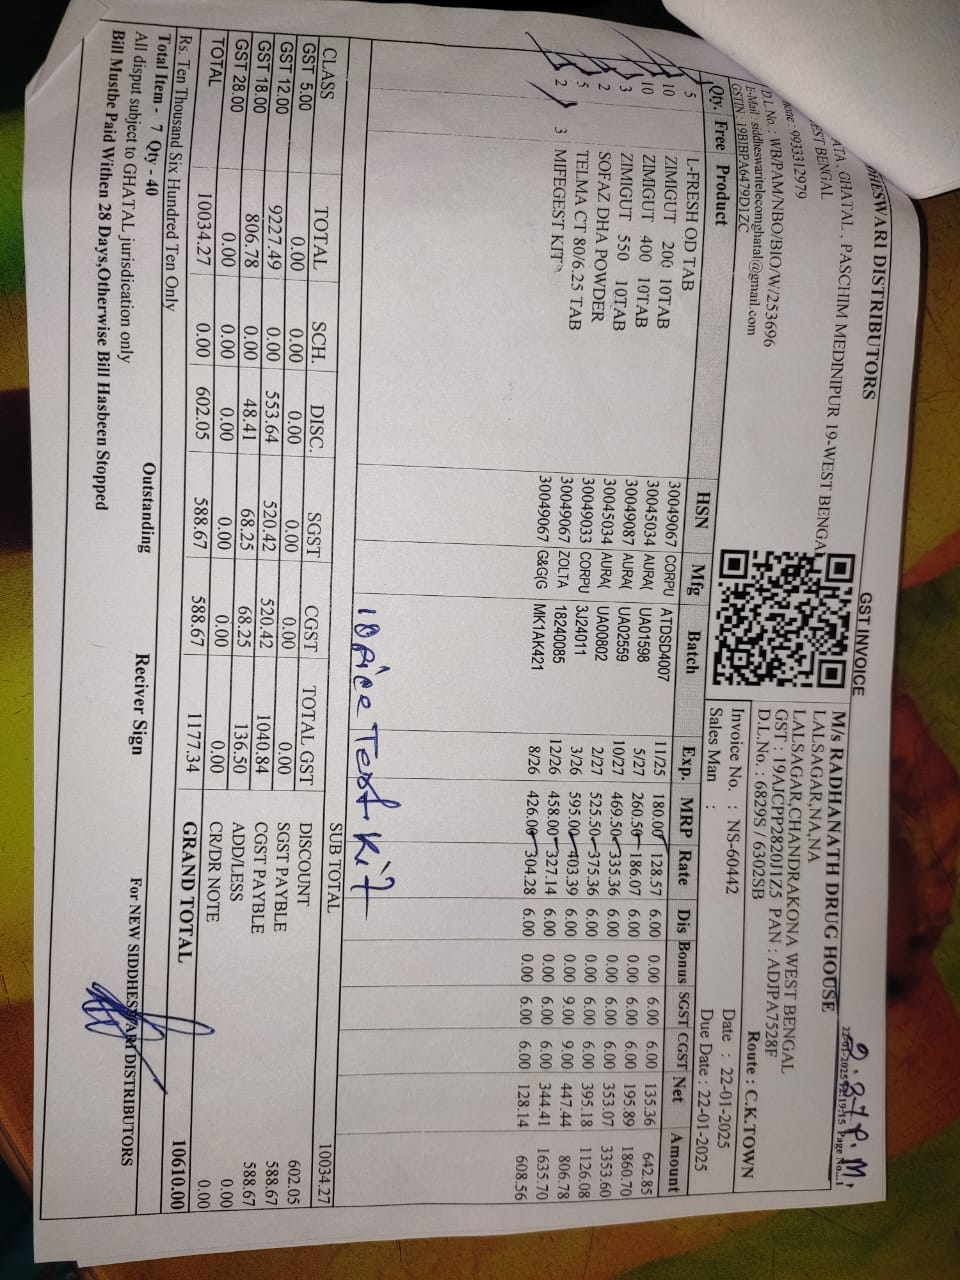 DHESWARI DISTRIBUTORS
ATA, GHATAL, PASCHIM MEDINIPUR 19-WEST BENGA
EST BENGAL
hone : 9933312979
D.L.No. : WB/PAM/NBO/BIO/W/253696
E-Mail : siddheswaritelecomghatal@gmail.com
GSTIN : 19BIBPA6479D1ZC
GST INVOICE
2.27 P.M.
22-01-2025 12:19:15 Page No...1
M/s RADHANATH DRUG HOUSE
LALSAGAR,NA,NA
LALSAGAR,CHANDRAKONA WEST BENGAL
GST : 19AJCPP2820J1Z5 PAN : ADJPA7528F
D.L.No. : 6829S / 6302SB
Route : C.K.TOWN
Invoice No. : NS-60442 Date : 22-01-2025
Sales Man : Due Date : 22-01-2025
Qty. Free Product HSN Mfg Batch Exp. MRP Rate Dis Bonus SGST CGST Net Amount
5 L-FRESH OD TAB 30049067 CORPU ATDSD4007 11/25 180.00 128.57 6.00 0.00 6.00 6.00 135.36 642.85
10 ZIMIGUT 200 10TAB 30045034 AURA( UA01598 5/27 260.50 186.07 6.00 0.00 6.00 6.00 195.89 1860.70
10 ZIMIGUT 400 10TAB 30049087 AURA( UA02559 10/27 469.50 335.36 6.00 0.00 6.00 6.00 353.07 3353.60
3 ZIMIGUT 550 10TAB 30045034 AURA( UA00802 2/27 525.50 375.36 6.00 0.00 6.00 6.00 395.18 1126.08
2 SOFAZ DHA POWDER 30049033 CORPU 3J24011 3/26 595.00 403.39 6.00 0.00 9.00 9.00 447.44 806.78
5 TELMA CT 80/6.25 TAB 30049067 ZOLTA 18240085 12/26 458.00 327.14 6.00 0.00 6.00 6.00 344.41 1635.70
2 3 MFEGEST KIT 30049067 G&G(G MK1AK421 8/26 426.00 304.28 6.00 0.00 6.00 6.00 128.14 608.56
10 Pice Test Kit
CLASS TOTAL SCH. DISC. SGST CGST TOTAL GST
GST 5.00 0.00 0.00 0.00 0.00 0.00 0.00
GST 12.00 9227.49 0.00 553.64 520.42 520.42 1040.84
GST 18.00 806.78 0.00 48.41 68.25 68.25 136.50
GST 28.00 0.00 0.00 0.00 0.00 0.00 0.00
TOTAL 10034.27 0.00 602.05 588.67 588.67 1177.34
SUB TOTAL 10034.27
DISCOUNT 602.05
SGST PAYBLE 588.67
CGST PAYBLE 588.67
ADD/LESS 0.00
CR/DR NOTE 0.00
GRAND TOTAL 10610.00
Rs. Ten Thousand Six Hundred Ten Only
Total Item - 7 Qty - 40
All disput subject to GHATAL jurisdication only
Bill Mustbe Paid Withen 28 Days,Otherwise Bill Hasbeen Stopped
Outstanding
Reciver Sign
For NEW SIDDHESWARI DISTRIBUTORS